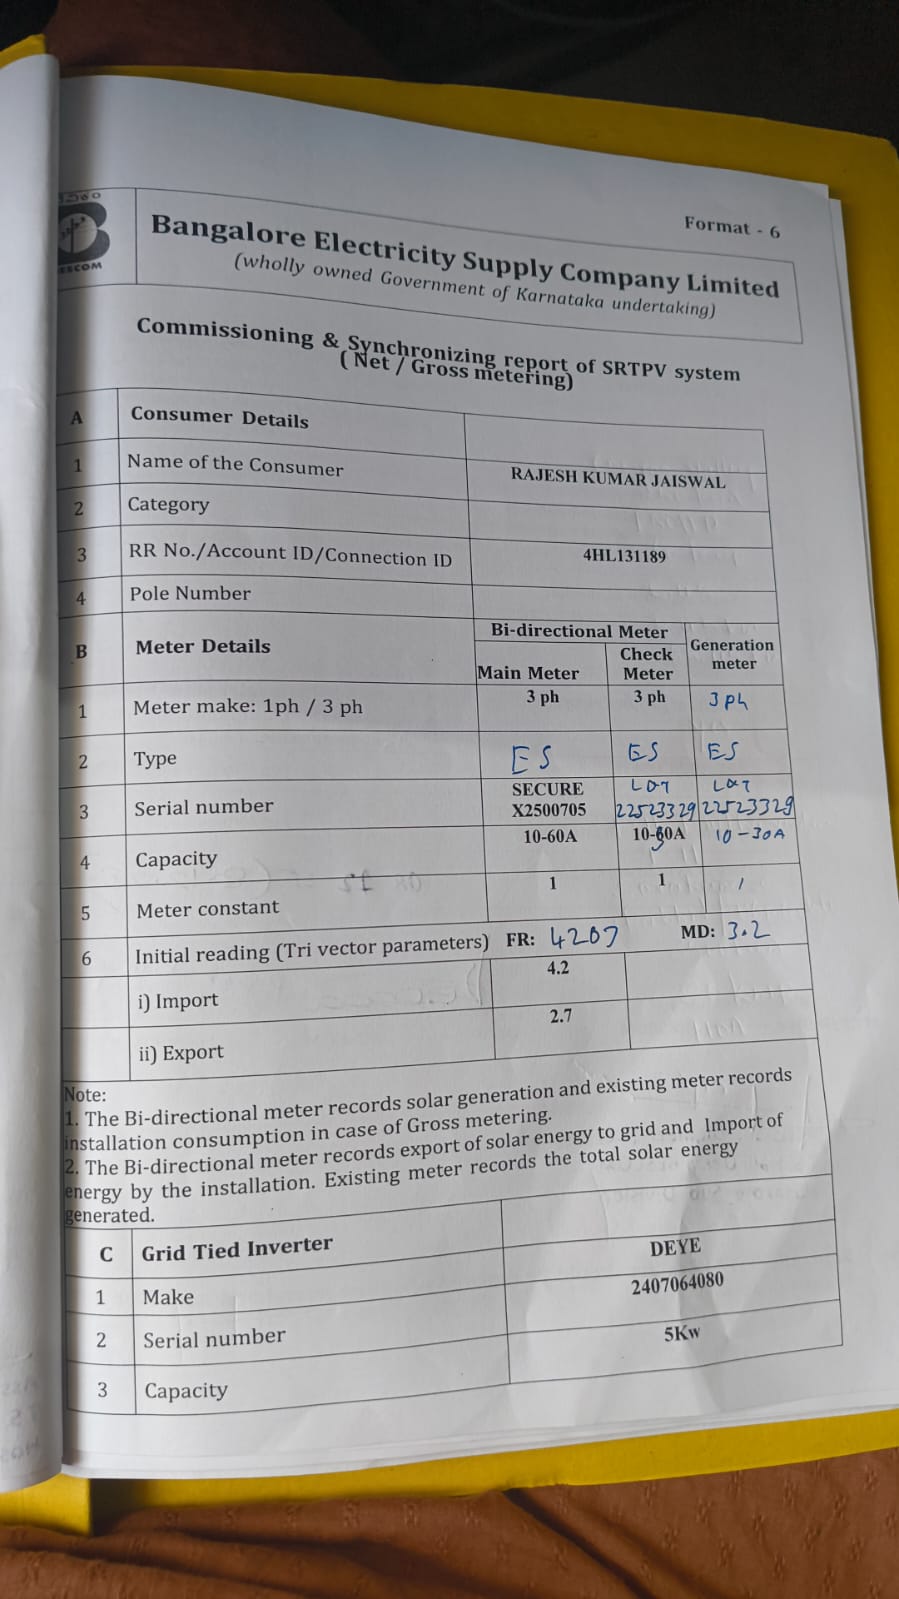 Format - 6
BESCOM
Bangalore Electricity Supply Company Limited
(wholly owned Government of Karnataka undertaking)
Commissioning & Synchronizing report of SRTPV system
( Net / Gross metering)
A Consumer Details
1 Name of the Consumer RAJESH KUMAR JAISWAL
2 Category
3 RR No./Account ID/Connection ID 4HL131189
4 Pole Number
B Meter Details Bi-directional Meter Generation meter
Main Meter Check Meter
1 Meter make: 1ph / 3 ph 3 ph 3 ph 3 ph
2 Type ES ES ES
3 Serial number SECURE X2500705 L&T 22523329 L&T 22523329
4 Capacity 10-60A 10-30A 10-30A
5 Meter constant 1 1 1
6 Initial reading (Tri vector parameters) FR: 4207 MD: 3.2
i) Import 4.2
ii) Export 2.7
Note:
1. The Bi-directional meter records solar generation and existing meter records
installation consumption in case of Gross metering.
2. The Bi-directional meter records export of solar energy to grid and Import of
energy by the installation. Existing meter records the total solar energy
generated.
C Grid Tied Inverter
1 Make DEYE
2 Serial number 2407064080
3 Capacity 5Kw